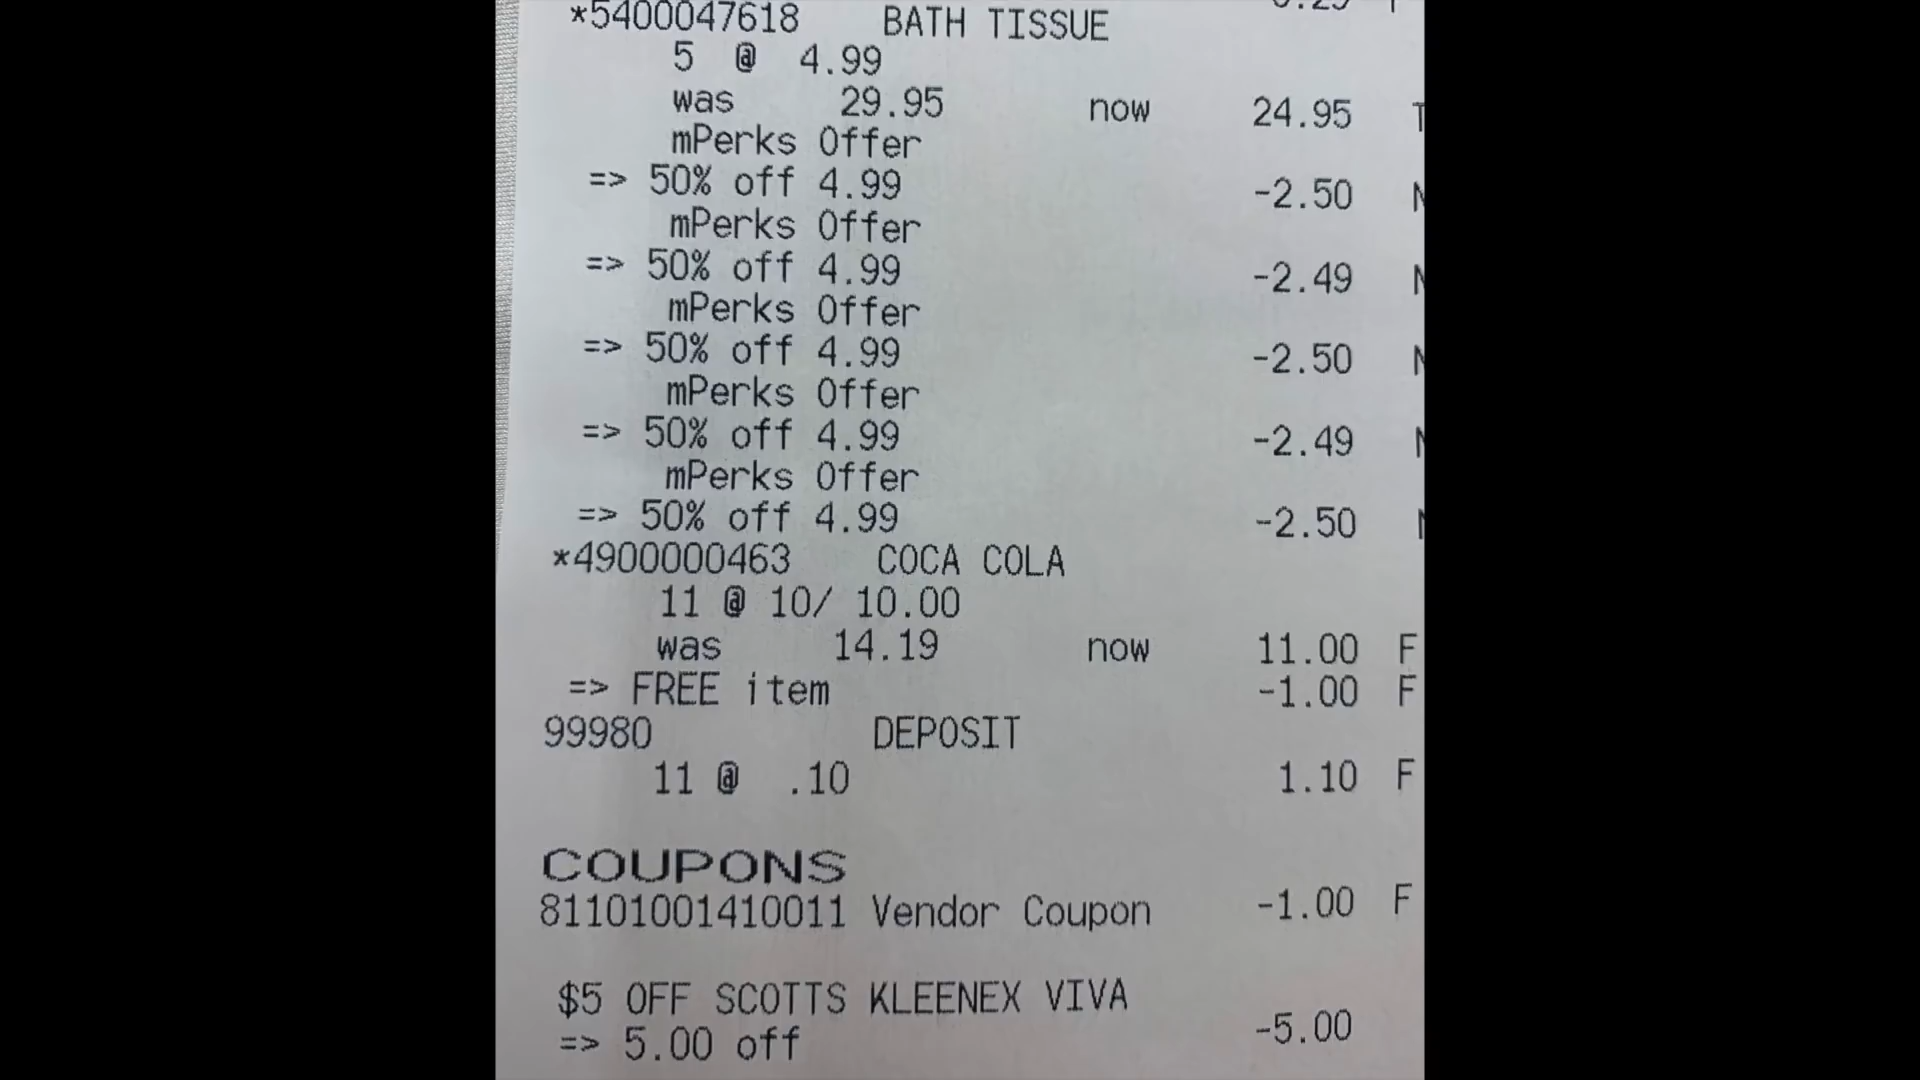 *5400047618 BATH TISSUE
5 @ 4.99
was 29.95 now 24.95 T
mPerks Offer
=> 50% off 4.99 -2.50
mPerks Offer
=> 50% off 4.99 -2.49
mPerks Offer
=> 50% off 4.99 -2.50
mPerks Offer
=> 50% off 4.99 -2.49
mPerks Offer
=> 50% off 4.99 -2.50
*4900000463 COCA COLA
11 @ 10/ 10.00
was 14.19 now 11.00 F
=> FREE item -1.00 F
99980 DEPOSIT
11 @ .10 1.10 F
COUPONS
81101001410011 Vendor Coupon -1.00 F
$5 OFF SCOTTS KLEENEX VIVA
=> 5.00 off -5.00